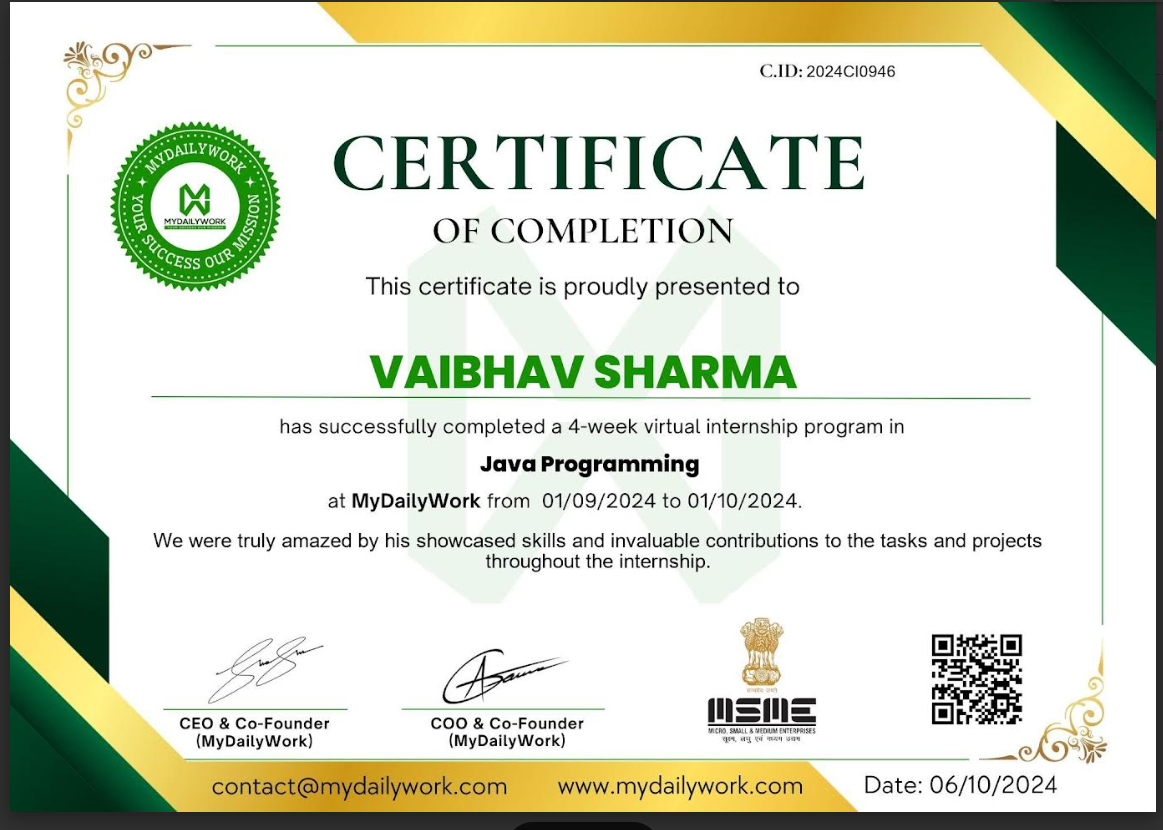 C.ID: 2024CI0946
MYDAILYWORK
YOUR SUCCESS OUR MISSION
MYDAILYWORK
CERTIFICATE
OF COMPLETION
This certificate is proudly presented to
VAIBHAV SHARMA
has successfully completed a 4-week virtual internship program in
Java Programming
at MyDailyWork from 01/09/2024 to 01/10/2024.
We were truly amazed by his showcased skills and invaluable contributions to the tasks and projects
throughout the internship.
CEO & Co-Founder
(MyDailyWork)
COO & Co-Founder
(MyDailyWork)
सत्यमेव जयते
MSME
MICRO, SMALL & MEDIUM ENTERPRISES
सूक्ष्म, लघु एवं मध्यम उद्यम
contact@mydailywork.com
www.mydailywork.com
Date: 06/10/2024